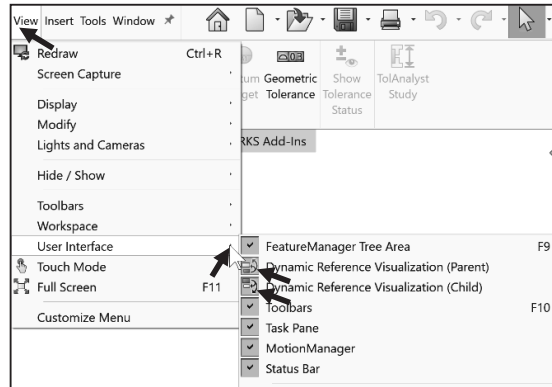 View Insert Tools Window
Redraw Ctrl+R
Screen Capture
Display
Modify
Lights and Cameras
Hide / Show
Toolbars
Workspace
User Interface
Touch Mode
Full Screen F11
Customize Menu
Geometric
Tolerance
Show
Tolerance
Status
TolAnalyst
Study
RKS Add-Ins
FeatureManager Tree Area F9
Dynamic Reference Visualization (Parent)
Dynamic Reference Visualization (Child)
Toolbars F10
Task Pane
MotionManager
Status Bar